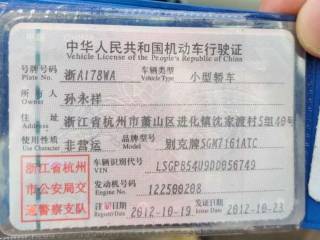 中华人民共和国机动车行驶证
Vehicle License of the People's Republic of China
号牌号码 浙A178WA 车辆类型 小型轿车
Plate No. Vehicle Type
所有人 孙永祥
Owner
住址 浙江省杭州市萧山区进化镇沈家渡村5组40号
Address
使用性质 非营运 品牌型号 别克牌SGM7161ATC
Use Character Model
浙江省杭州
市公安局交
通警察支队
车辆识别代号 LSGPB54U9DD056749
VIN
发动机号码 122500208
Engine No.
注册日期 2012-10-19 发证日期 2012-10-23
Register Date Issue Date